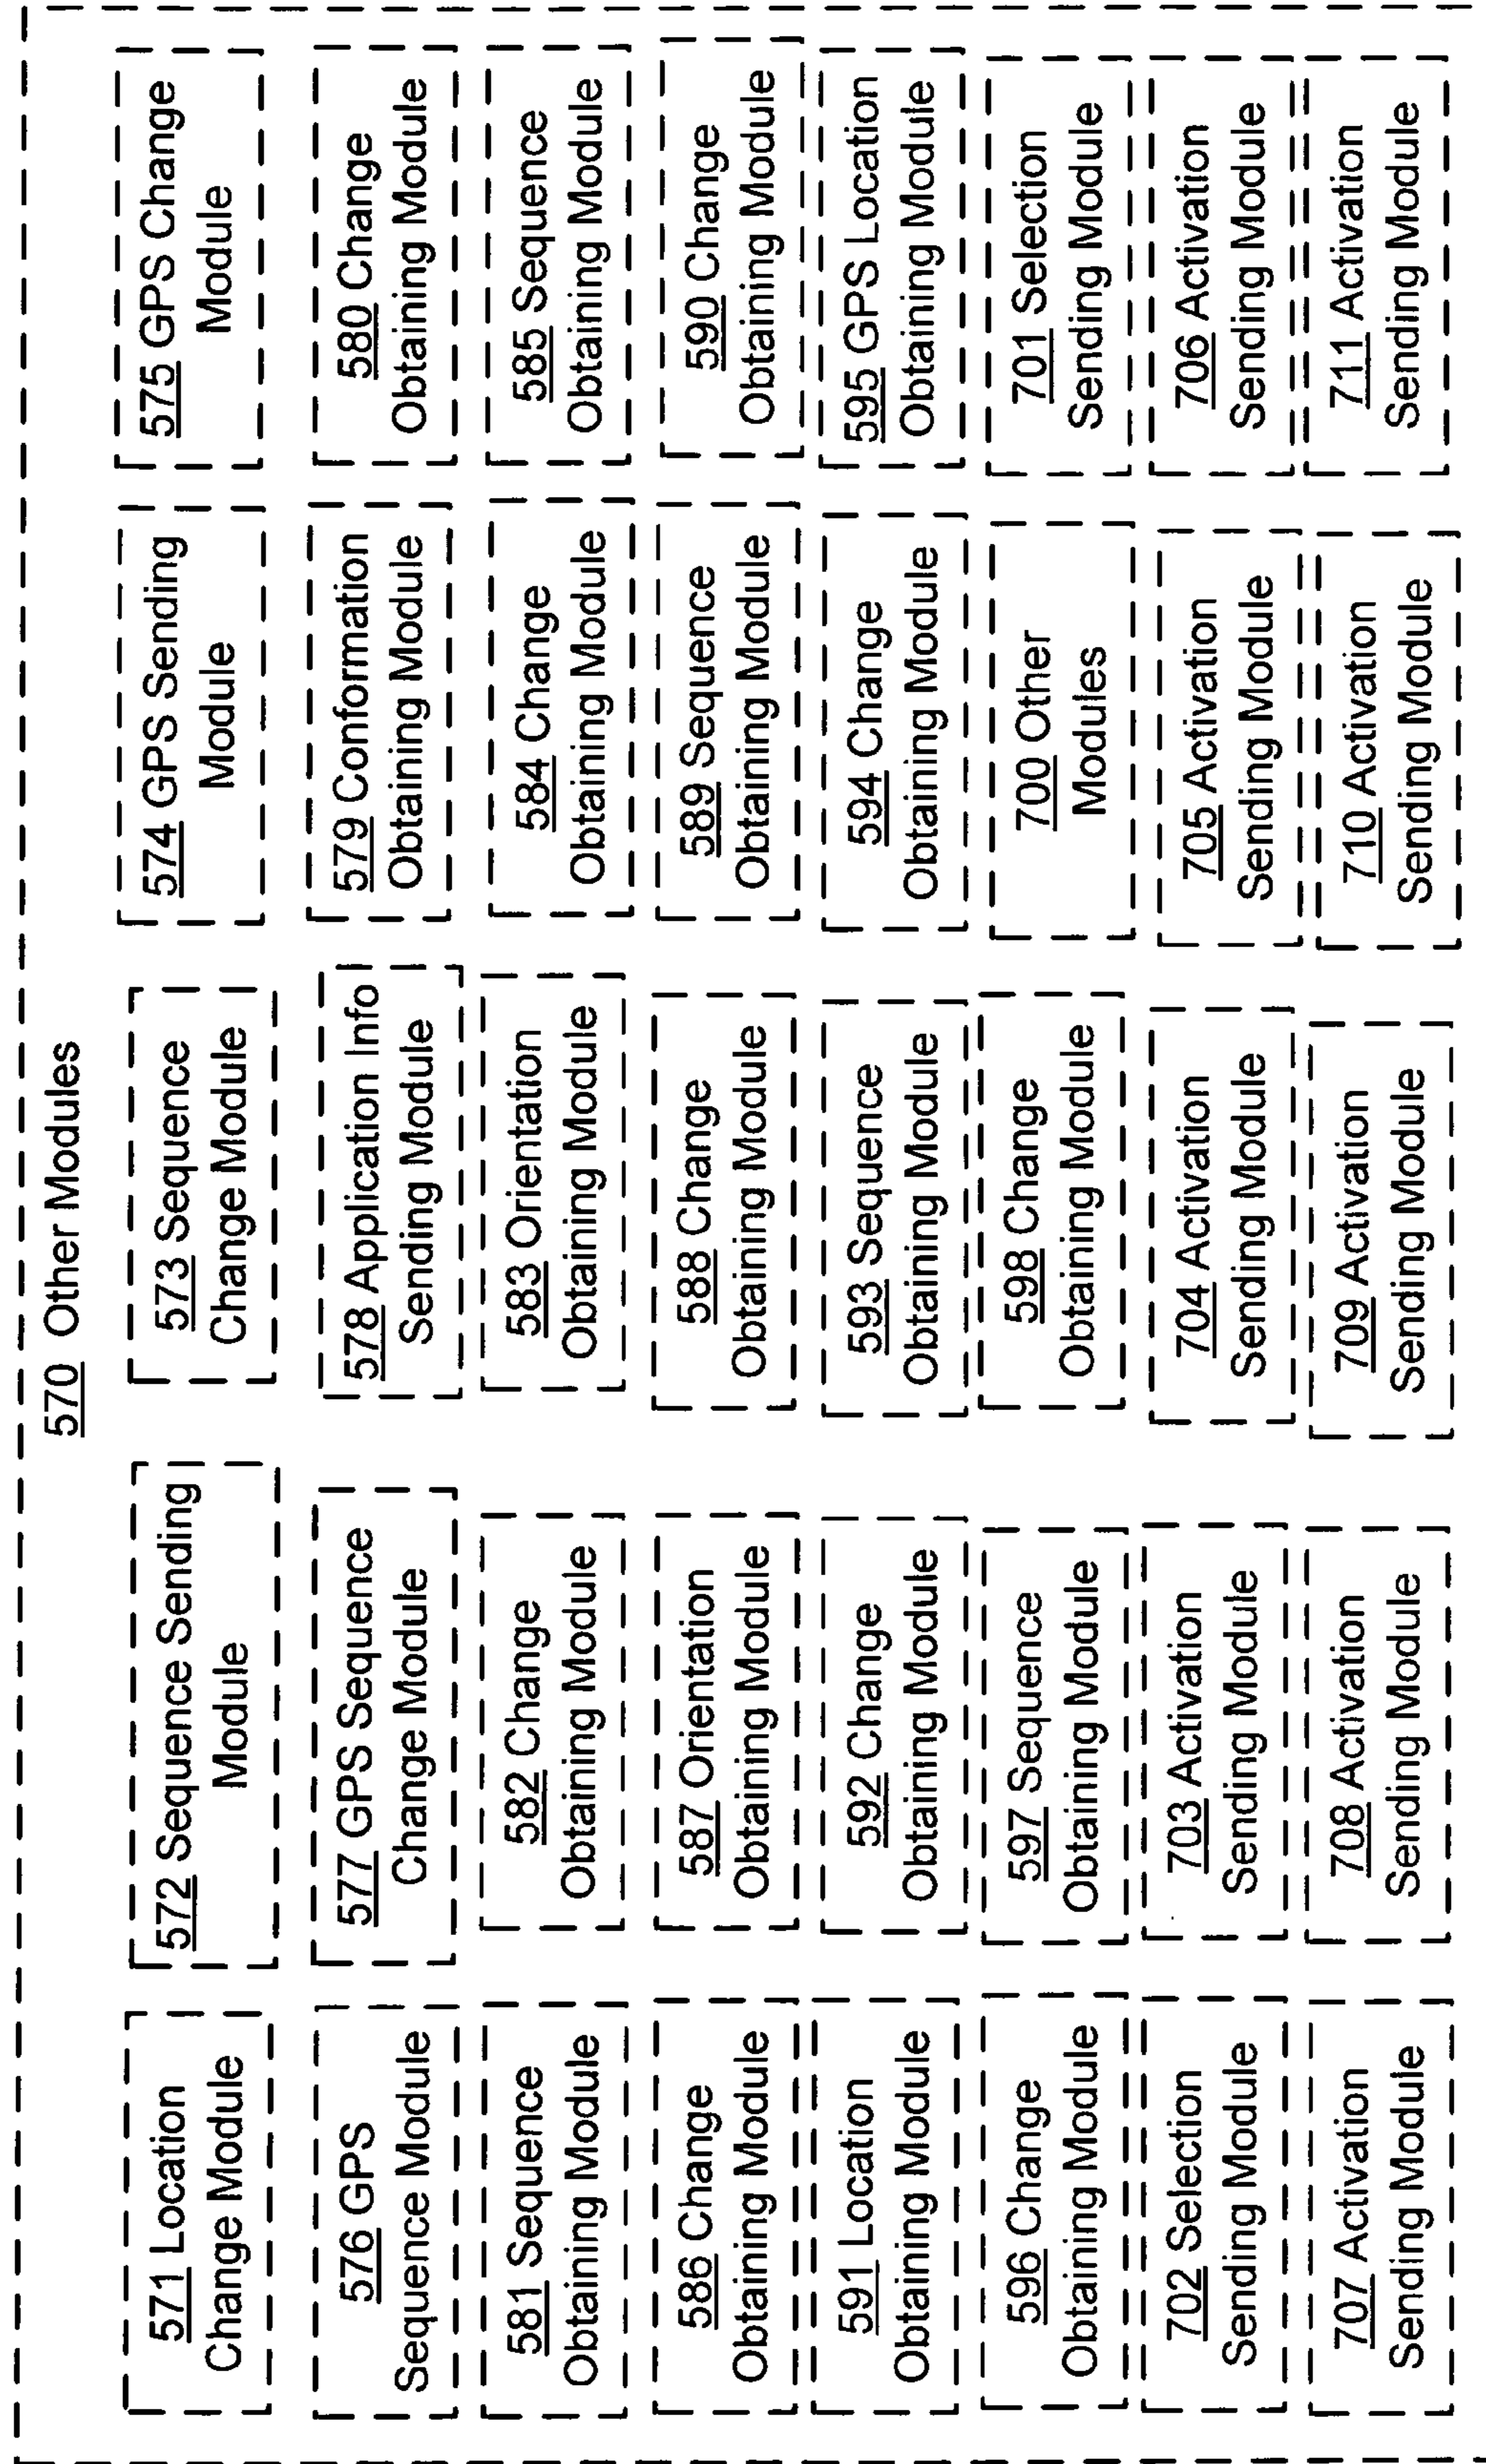 570 Other Modules
571 Location
Change Module
572 Sequence Sending
Module
573 Sequence
Change Module
574 GPS Sending
Module
575 GPS Change
Module
576 GPS
Sequence Module
577 GPS Sequence
Change Module
578 Application Info
Sending Module
579 Conformation
Obtaining Module
580 Change
Obtaining Module
581 Sequence
Obtaining Module
582 Change
Obtaining Module
583 Orientation
Obtaining Module
584 Change
Obtaining Module
585 Sequence
Obtaining Module
586 Change
Obtaining Module
587 Orientation
Obtaining Module
588 Change
Obtaining Module
589 Sequence
Obtaining Module
590 Change
Obtaining Module
591 Location
Obtaining Module
592 Change
Obtaining Module
593 Sequence
Obtaining Module
594 Change
Obtaining Module
595 GPS Location
Obtaining Module
596 Change
Obtaining Module
597 Sequence
Obtaining Module
598 Change
Obtaining Module
700 Other
Modules
701 Selection
Sending Module
702 Selection
Sending Module
703 Activation
Sending Module
704 Activation
Sending Module
705 Activation
Sending Module
706 Activation
Sending Module
707 Activation
Sending Module
708 Activation
Sending Module
709 Activation
Sending Module
710 Activation
Sending Module
711 Activation
Sending Module